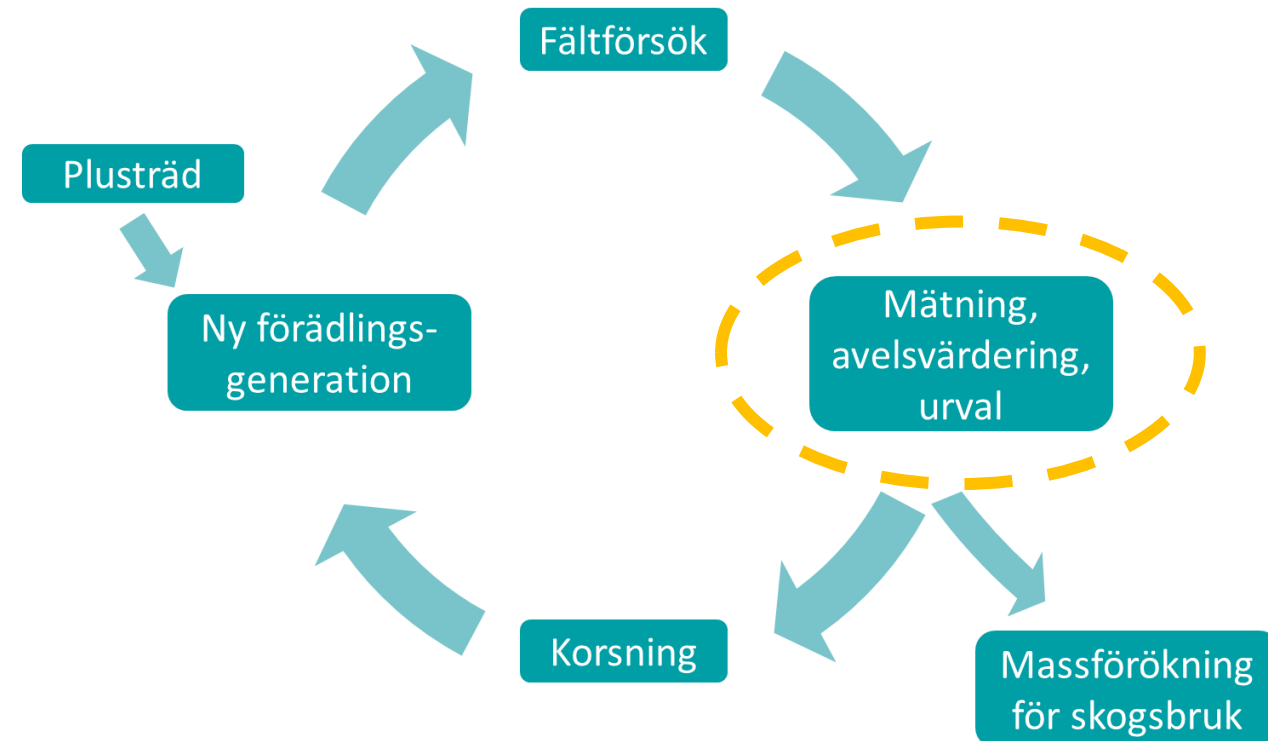 Fältförsök
Plusträd
Ny förädlings-
generation
Mätning,
avelsvärdering,
urval
Korsning
Massförökning
för skogsbruk